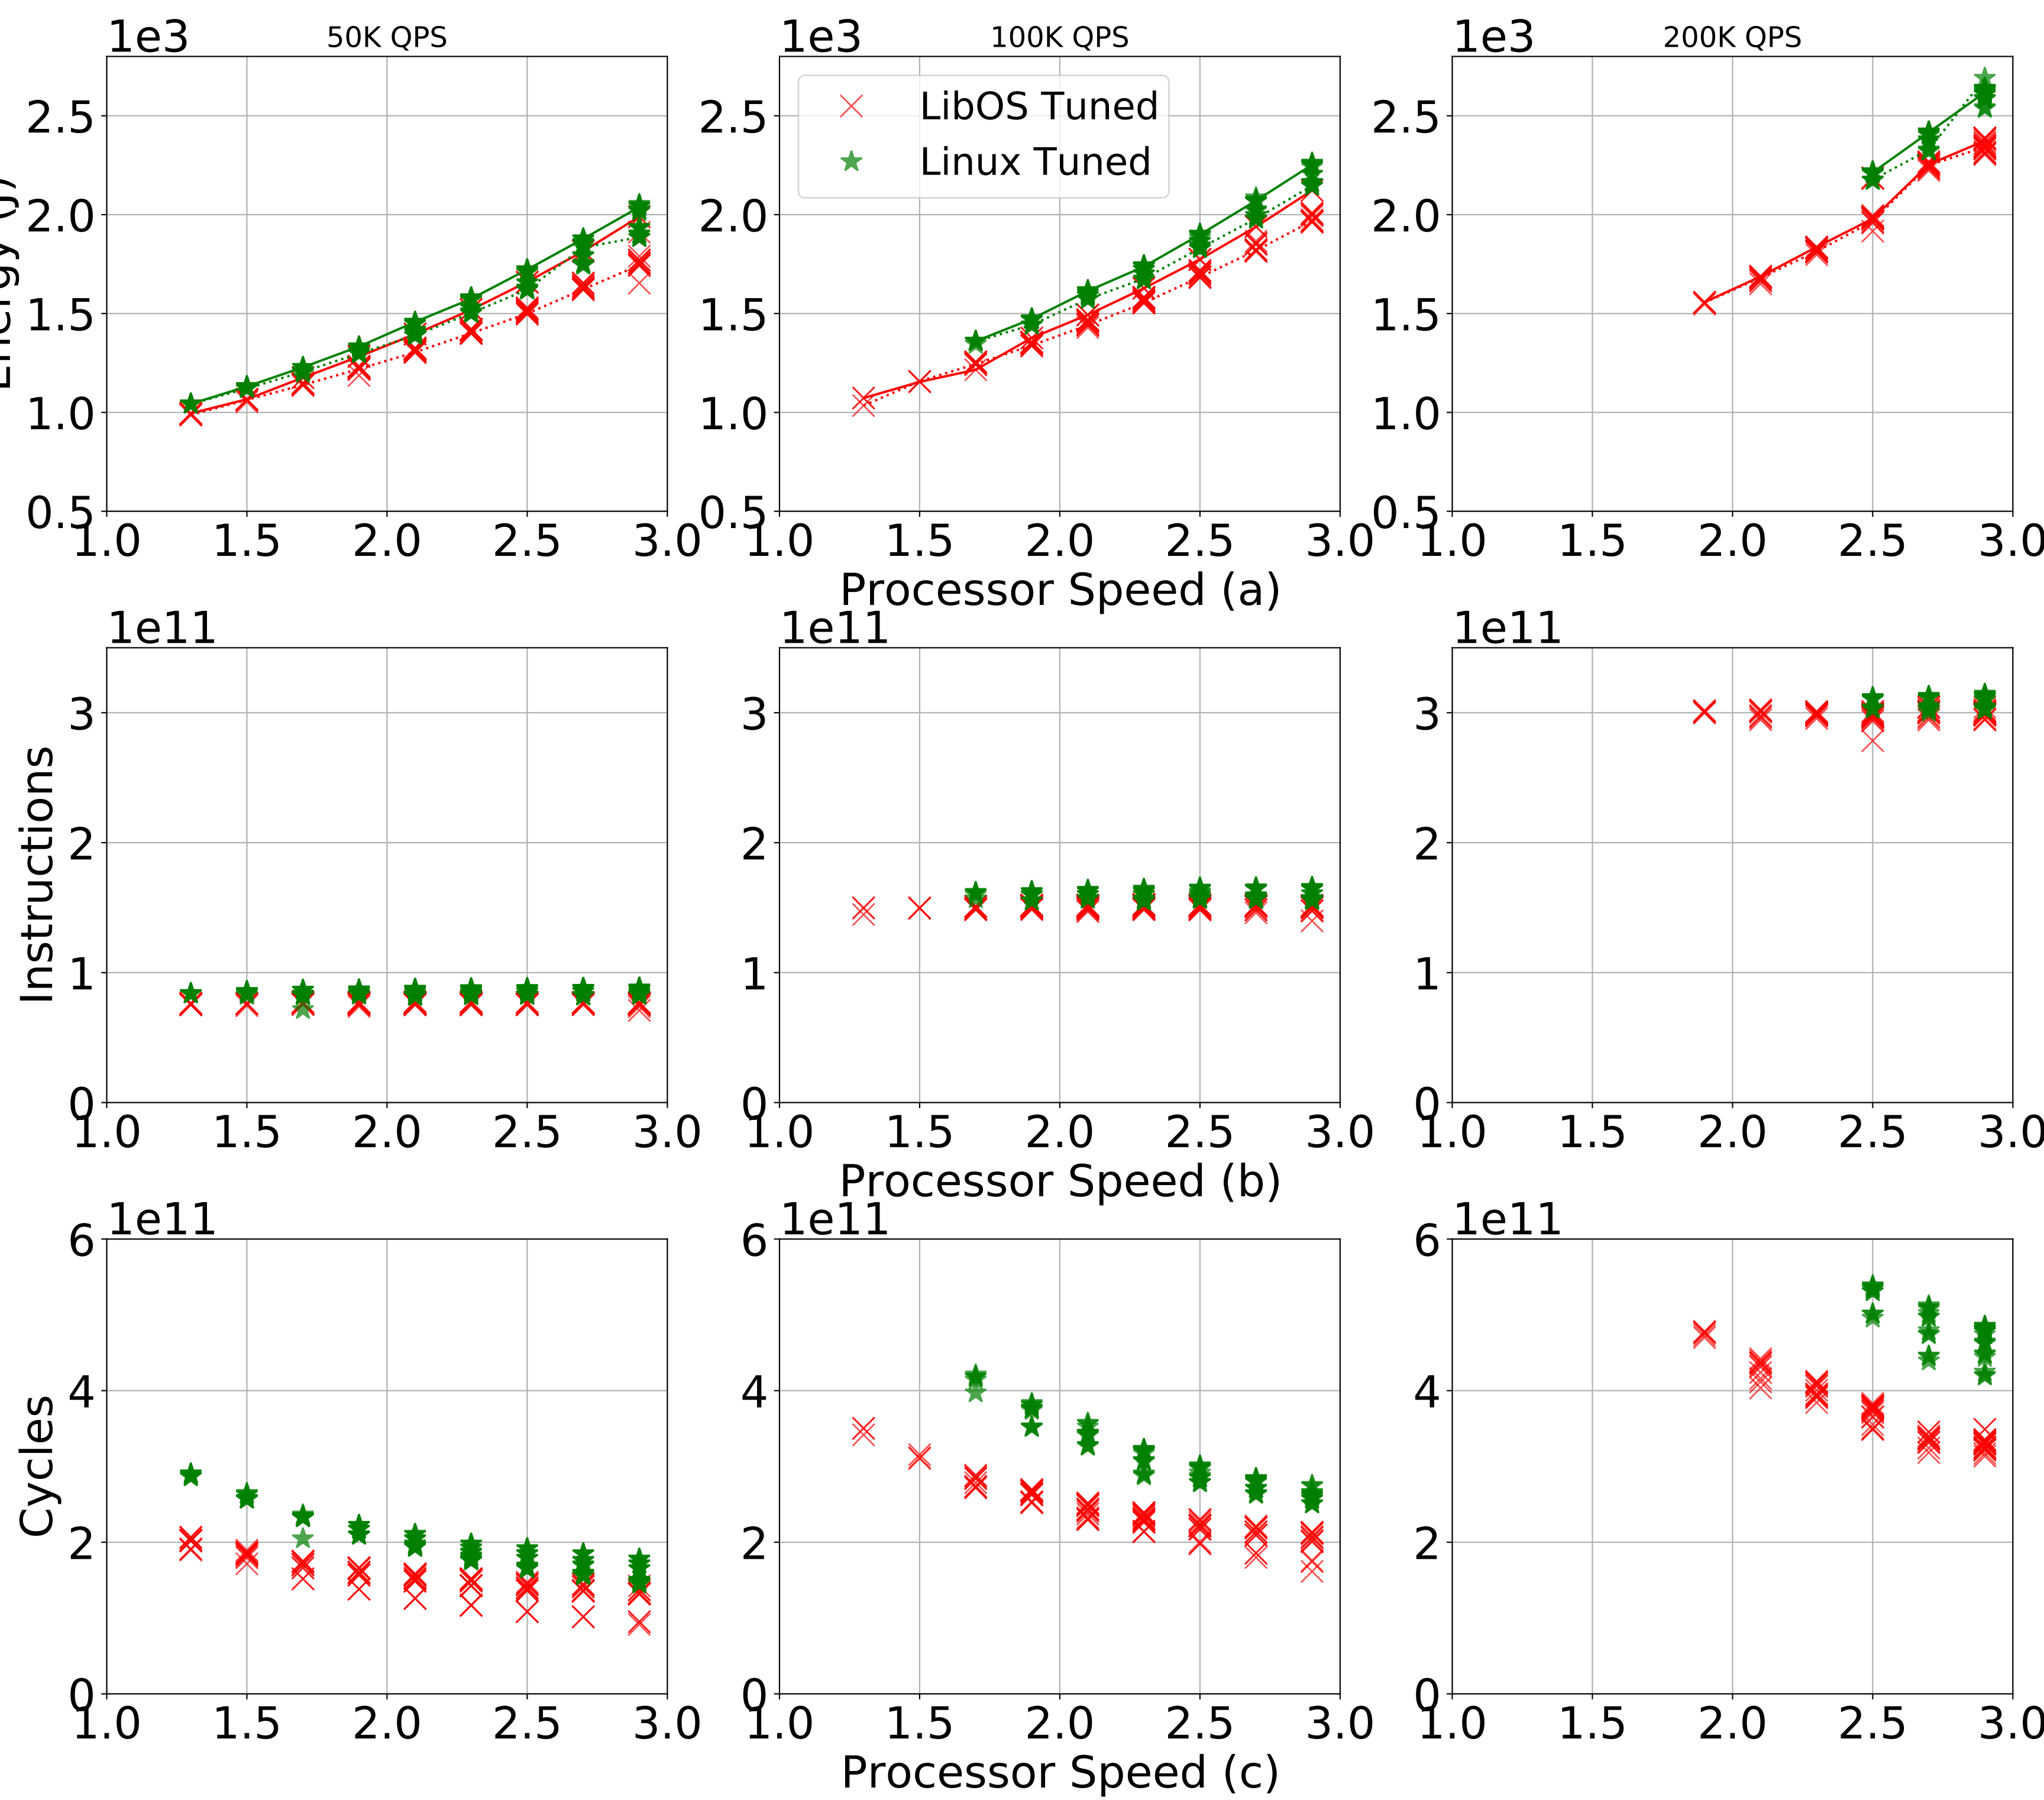 50K QPS 100K QPS 200K QPS
1e3 1e3 1e3
LibOS Tuned
Linux Tuned
2.5 2.5 2.5
2.0 2.0 2.0
1.5 1.5 1.5
1.0 1.0 1.0
0.5 0.5 0.5
Energy (J)
1.0 1.5 2.0 2.5 3.0 1.0 1.5 2.0 2.5 3.0 1.0 1.5 2.0 2.5 3.0
Processor Speed (a)
1e11 1e11 1e11
3 3 3
2 2 2
1 1 1
0 0 0
Instructions
1.0 1.5 2.0 2.5 3.0 1.0 1.5 2.0 2.5 3.0 1.0 1.5 2.0 2.5 3.0
Processor Speed (b)
1e11 1e11 1e11
6 6 6
4 4 4
2 2 2
0 0 0
Cycles
1.0 1.5 2.0 2.5 3.0 1.0 1.5 2.0 2.5 3.0 1.0 1.5 2.0 2.5 3.0
Processor Speed (c)